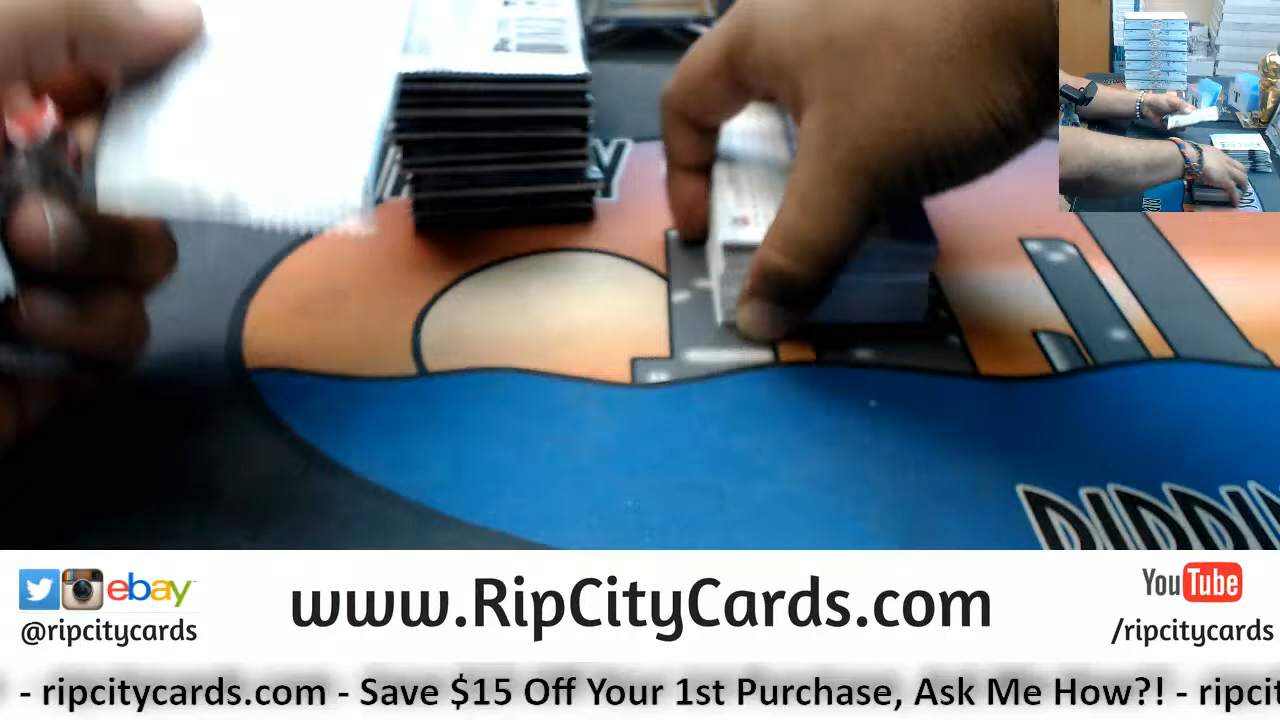 RIPPIN
ebay
www.RipCityCards.com
YouTube
@ripcitycards
/ripcitycards
- ripcitycards.com - Save $15 Off Your 1st Purchase, Ask Me How?! - ripcit